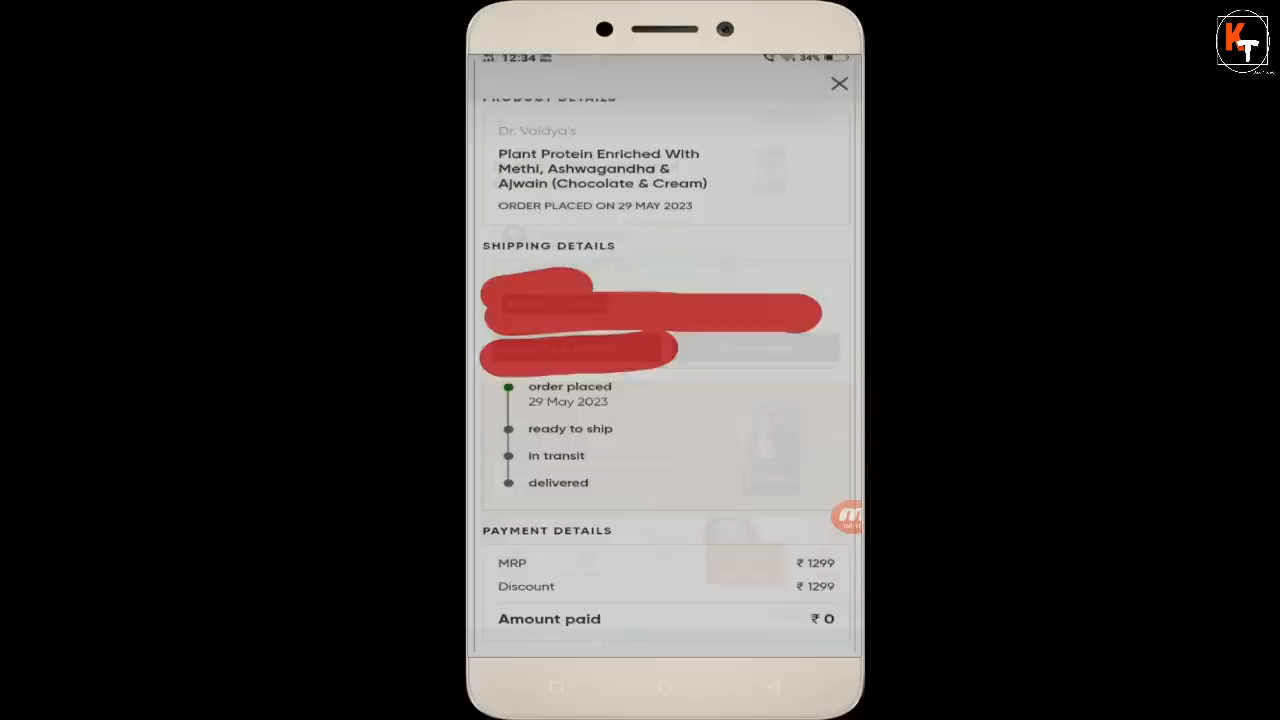 KT
12:34
34%
PRODUCT DETAILS
Dr. Vaidya's
Plant Protein Enriched With
Methi, Ashwagandha &
Ajwain (Chocolate & Cream)
ORDER PLACED ON 29 MAY 2023
SHIPPING DETAILS
order placed
29 May 2023
ready to ship
in transit
delivered
PAYMENT DETAILS
MRP ₹ 1299
Discount ₹ 1299
Amount paid ₹ 0